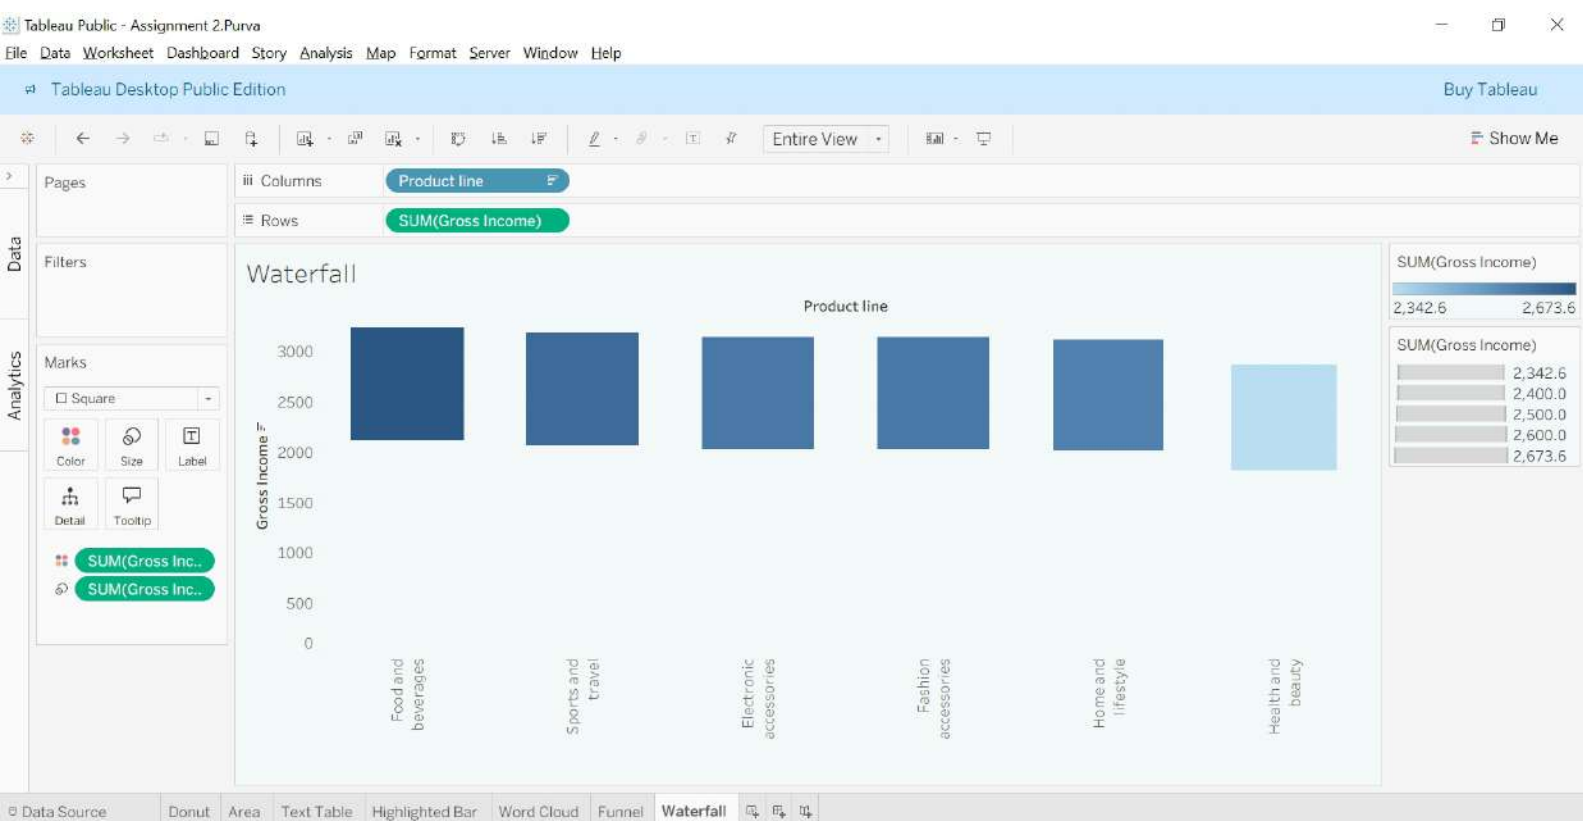 Tableau Public - Assignment 2.Purva
File Data Worksheet Dashboard Story Analysis Map Format Server Window Help
Tableau Desktop Public Edition
Buy Tableau
Entire View
Show Me
Pages
Columns
Product line
Rows
SUM(Gross Income)
Data
Analytics
Filters
Marks
Square
Color
Size
Label
Detail
Tooltip
SUM(Gross Inc..
SUM(Gross Inc..
Waterfall
Product line
Gross Income
3000
2500
2000
1500
1000
500
0
Food and
beverages
Sports and
travel
Electronic
accessories
Fashion
accessories
Home and
lifestyle
Health and
beauty
SUM(Gross Income)
2,342.6 2,673.6
SUM(Gross Income)
2,342.6
2,400.0
2,500.0
2,600.0
2,673.6
Data Source Donut Area Text Table Highlighted Bar Word Cloud Funnel Waterfall